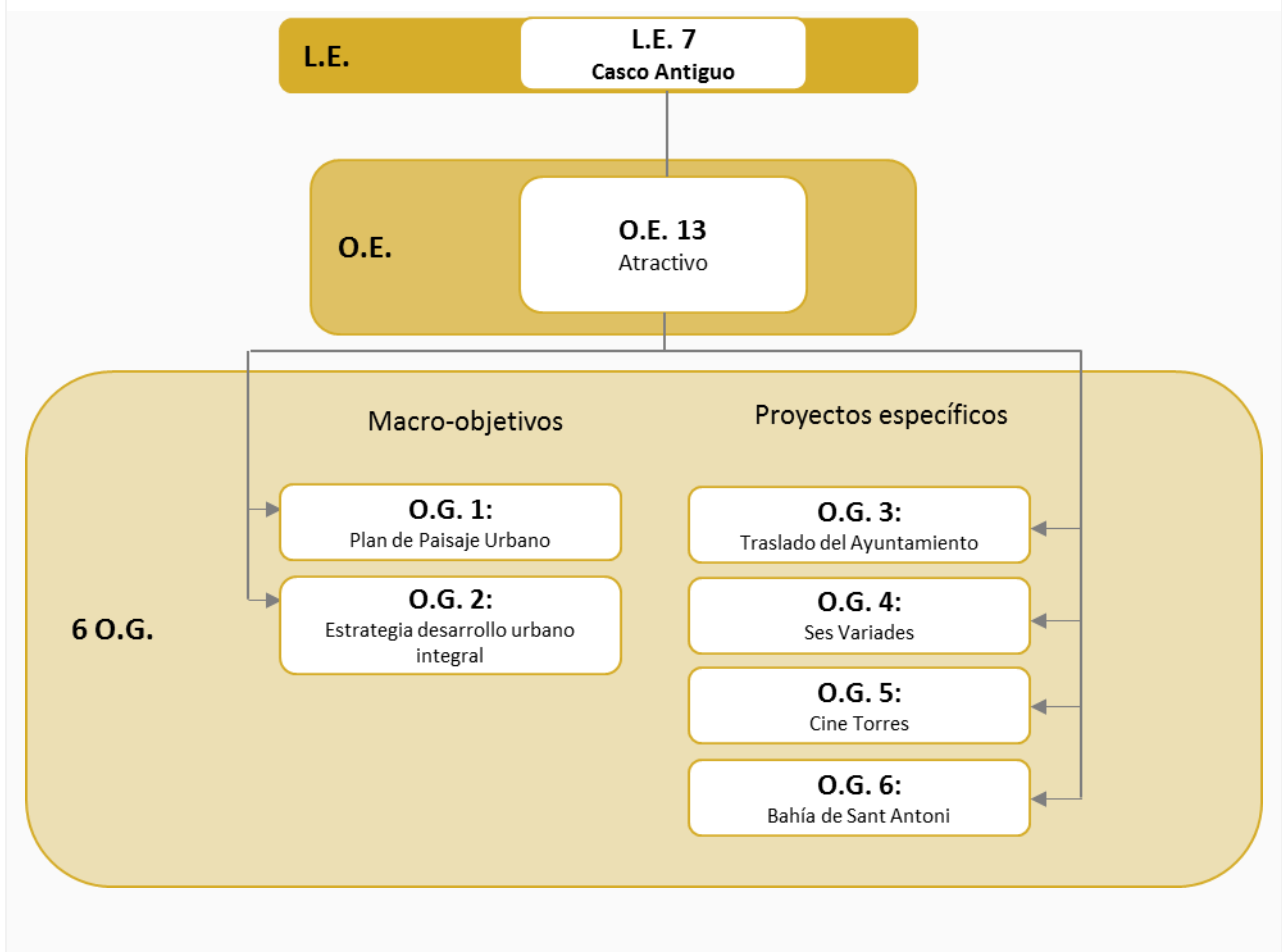 L.E.
L.E. 7
Casco Antiguo
O.E.
O.E. 13
Atractivo
6 O.G.
Macro-objetivos
O.G. 1:
Plan de Paisaje Urbano
O.G. 2:
Estrategia desarrollo urbano
integral
Proyectos específicos
O.G. 3:
Traslado del Ayuntamiento
O.G. 4:
Ses Variades
O.G. 5:
Cine Torres
O.G. 6:
Bahía de Sant Antoni